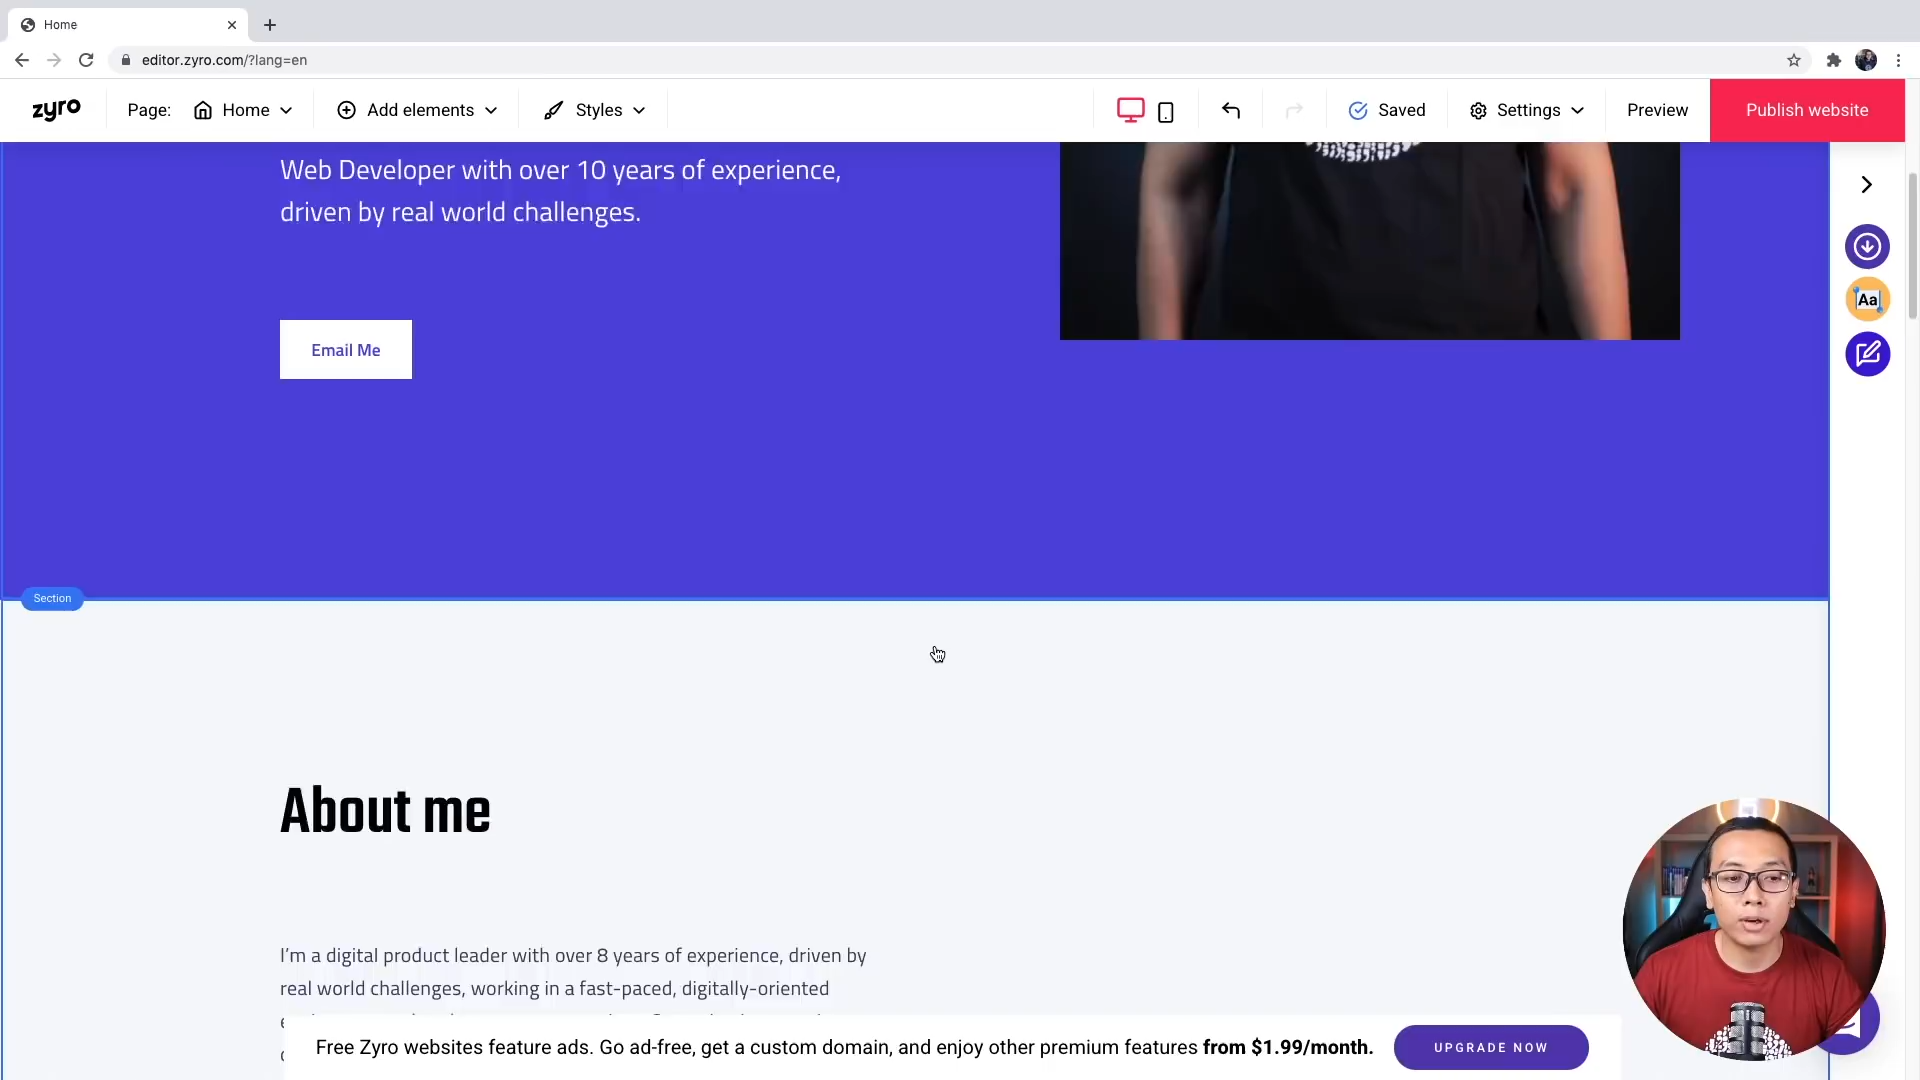 Home
editor.zyro.com/?lang=en
zyro Page: Home Add elements Styles Saved Settings Preview Publish website
Web Developer with over 10 years of experience,
driven by real world challenges.
Aa
Email Me
Section
About me
I'm a digital product leader with over 8 years of experience, driven by
real world challenges, working in a fast-paced, digitally-oriented
Free Zyro websites feature ads. Go ad-free, get a custom domain, and enjoy other premium features from $1.99/month.
UPGRADE NOW